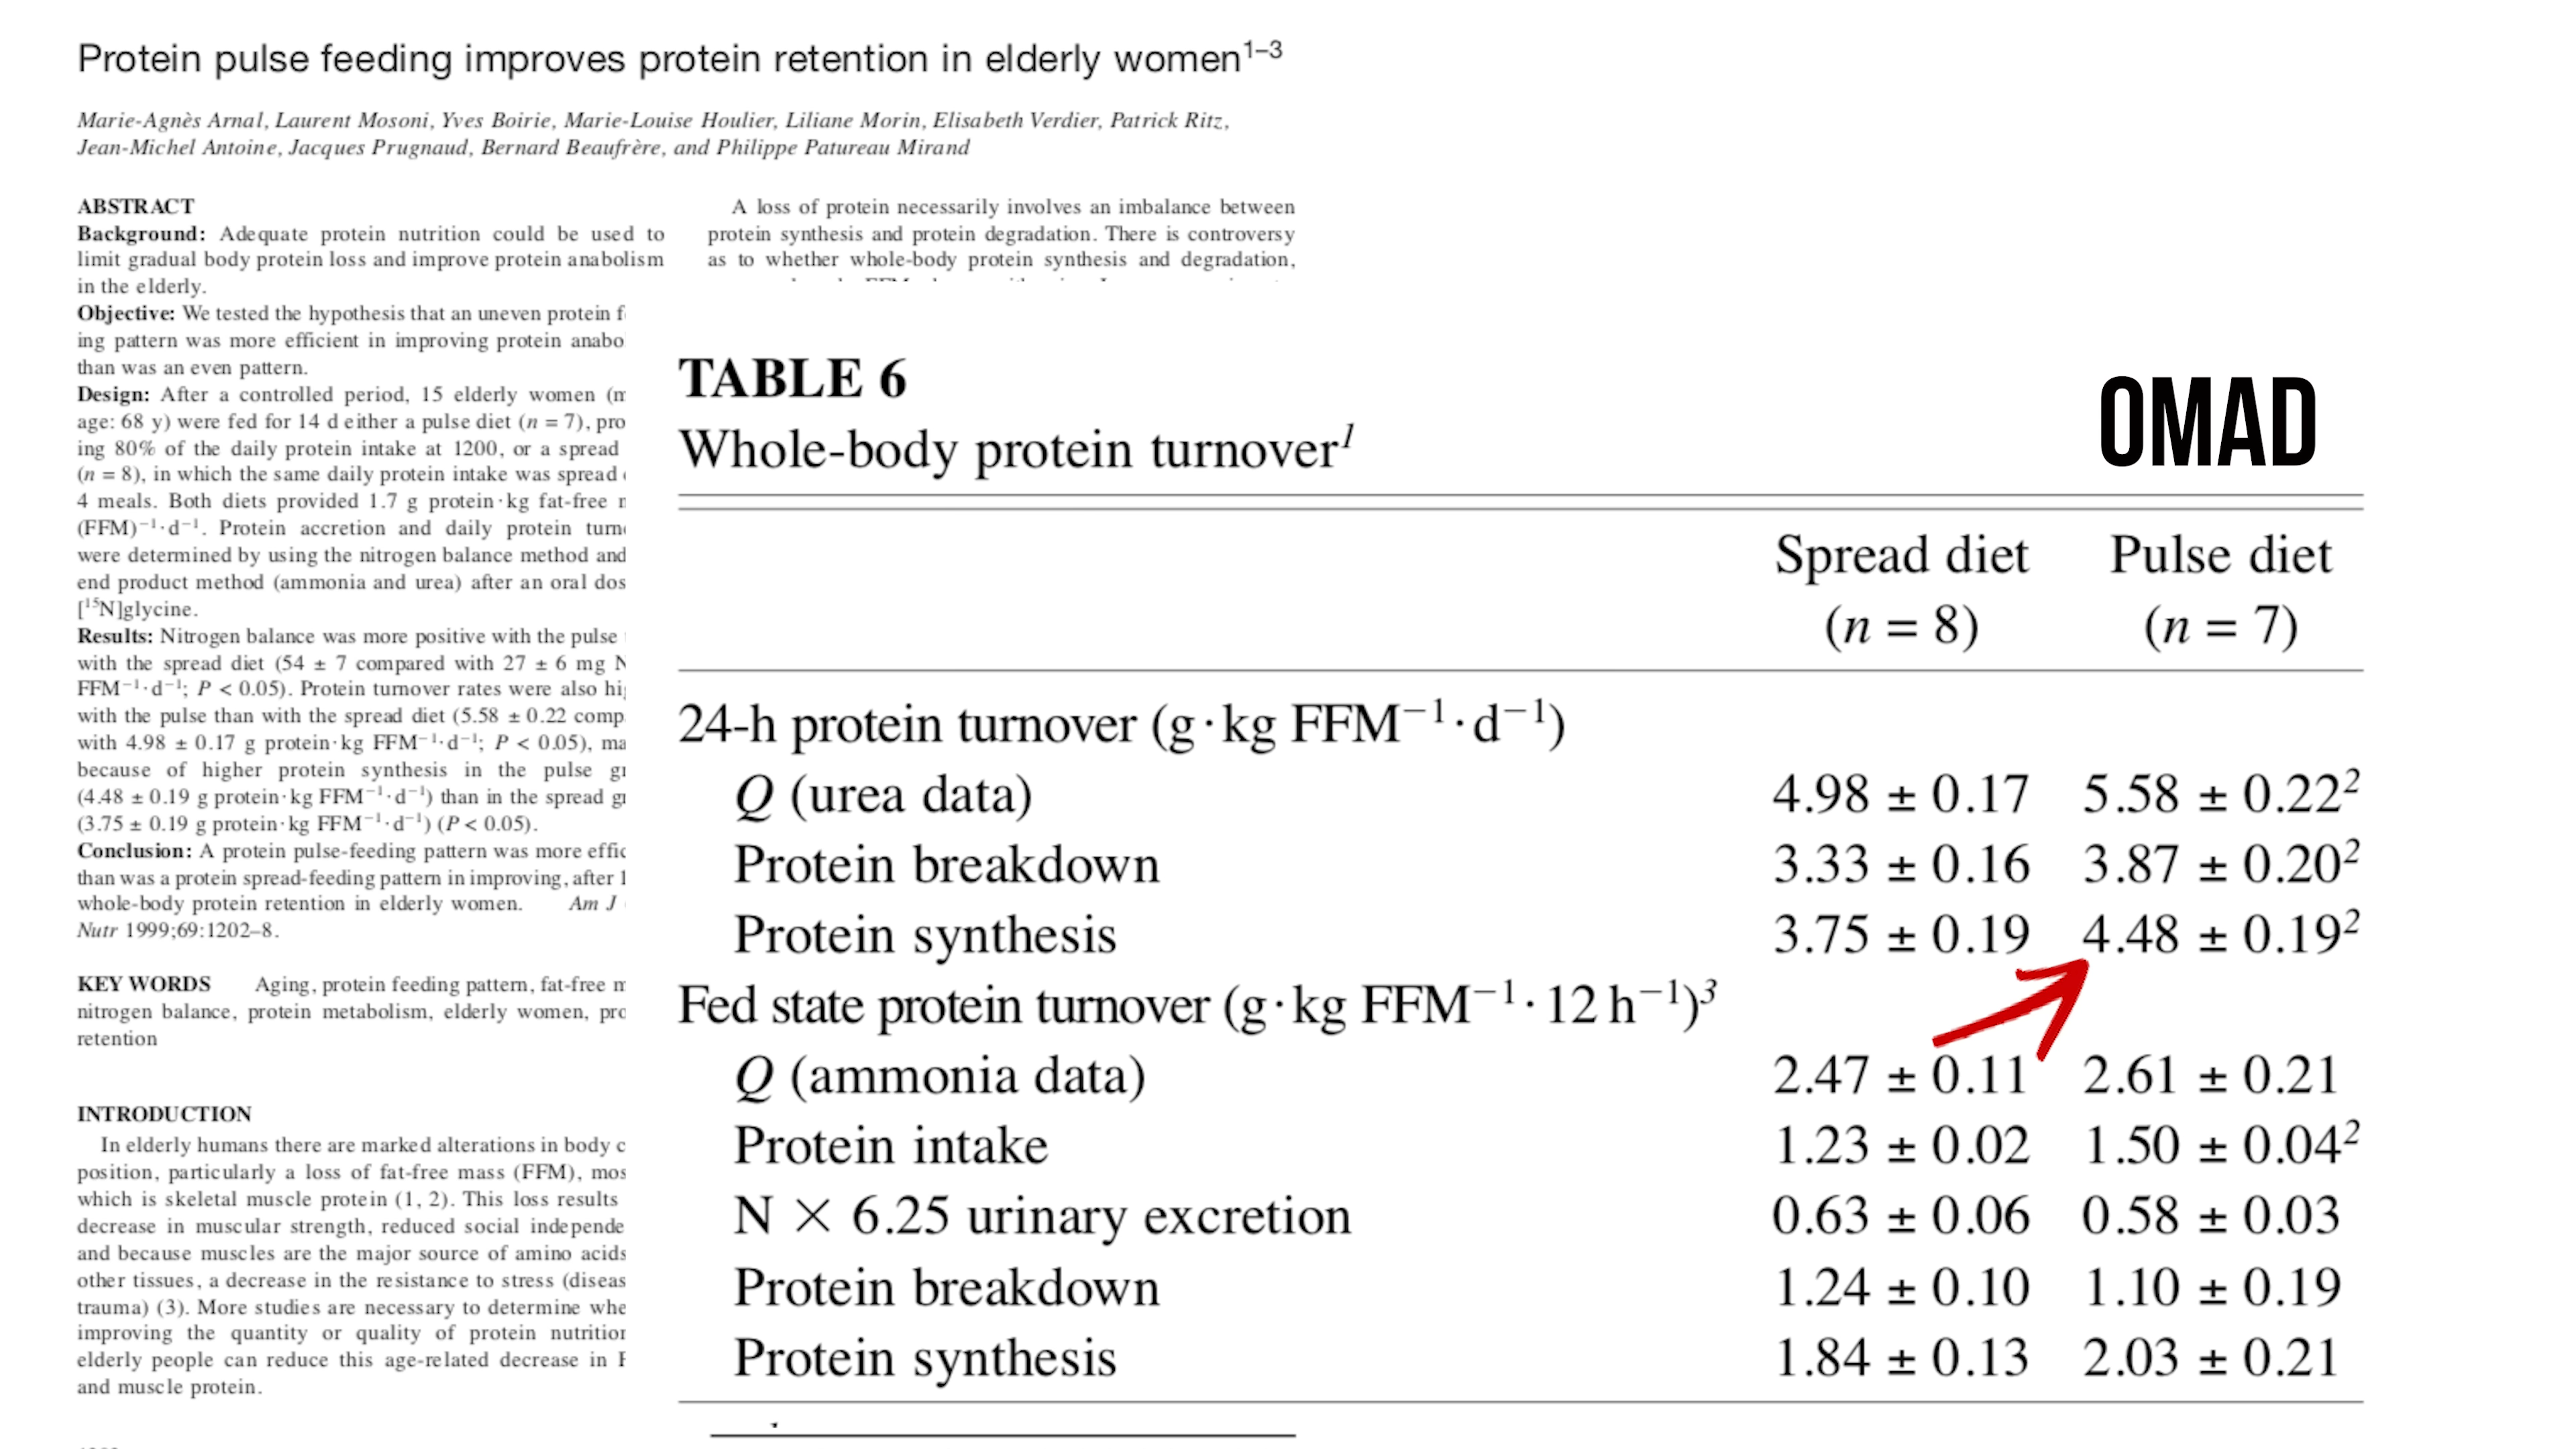 Protein pulse feeding improves protein retention in elderly women¹⁻³
Marie-Agnès Arnal, Laurent Mosoni, Yves Boirie, Marie-Louise Houlier, Liliane Morin, Elisabeth Verdier, Patrick Ritz,
Jean-Michel Antoine, Jacques Prugnaud, Bernard Beaufrère, and Philippe Patureau Mirand
ABSTRACT
Background: Adequate protein nutrition could be used to
limit gradual body protein loss and improve protein anabolism
in the elderly.
Objective: We tested the hypothesis that an uneven protein f
ing pattern was more efficient in improving protein anabo
than was an even pattern.
Design: After a controlled period, 15 elderly women (m
age: 68 y) were fed for 14 d either a pulse diet (n = 7), pro
ing 80% of the daily protein intake at 1200, or a spread
(n = 8), in which the same daily protein intake was spread
4 meals. Both diets provided 1.7 g protein·kg fat-free
(FFM)⁻¹·d⁻¹. Protein accretion and daily protein turn
were determined by using the nitrogen balance method and
end product method (ammonia and urea) after an oral dos
[¹⁵N]glycine.
Results: Nitrogen balance was more positive with the pulse
with the spread diet (54 ± 7 compared with 27 ± 6 mg N
FFM⁻¹·d⁻¹; P < 0.05). Protein turnover rates were also hi
with the pulse than with the spread diet (5.58 ± 0.22 comp
with 4.98 ± 0.17 g protein·kg FFM⁻¹·d⁻¹; P < 0.05), ma
because of higher protein synthesis in the pulse g
(4.48 ± 0.19 g protein·kg FFM⁻¹·d⁻¹) than in the spread g
(3.75 ± 0.19 g protein·kg FFM⁻¹·d⁻¹) (P < 0.05).
Conclusion: A protein pulse-feeding pattern was more effic
than was a protein spread-feeding pattern in improving, after 1
whole-body protein retention in elderly women. Am J
Nutr 1999;69:1202–8.
KEY WORDS Aging, protein feeding pattern, fat-free m
nitrogen balance, protein metabolism, elderly women, pro
retention
INTRODUCTION
In elderly humans there are marked alterations in body c
position, particularly a loss of fat-free mass (FFM), mos
which is skeletal muscle protein (1, 2). This loss results
decrease in muscular strength, reduced social independe
and because muscles are the major source of amino acids
other tissues, a decrease in the resistance to stress (diseas
trauma) (3). More studies are necessary to determine whe
improving the quantity or quality of protein nutrition
elderly people can reduce this age-related decrease in F
and muscle protein.
A loss of protein necessarily involves an imbalance between
protein synthesis and protein degradation. There is controversy
as to whether whole-body protein synthesis and degradation,
TABLE 6
Whole-body protein turnover¹
OMAD
Spread diet Pulse diet
(n = 8) (n = 7)
24-h protein turnover (g·kg FFM⁻¹·d⁻¹)
Q (urea data) 4.98 ± 0.17 5.58 ± 0.22²
Protein breakdown 3.33 ± 0.16 3.87 ± 0.20²
Protein synthesis 3.75 ± 0.19 4.48 ± 0.19²
Fed state protein turnover (g·kg FFM⁻¹·12 h⁻¹)³
Q (ammonia data) 2.47 ± 0.11 2.61 ± 0.21
Protein intake 1.23 ± 0.02 1.50 ± 0.04²
N × 6.25 urinary excretion 0.63 ± 0.06 0.58 ± 0.03
Protein breakdown 1.24 ± 0.10 1.10 ± 0.19
Protein synthesis 1.84 ± 0.13 2.03 ± 0.21